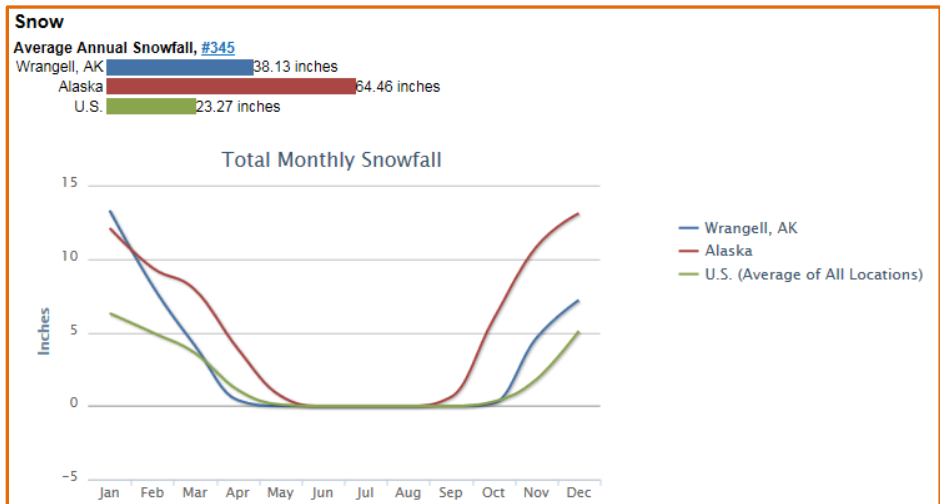 Snow
Average Annual Snowfall, #345
Wrangell, AK 38.13 inches
Alaska 64.46 inches
U.S. 23.27 inches
Total Monthly Snowfall
15
10
5
0
−5
Inches
Jan Feb Mar Apr May Jun Jul Aug Sep Oct Nov Dec
Wrangell, AK
Alaska
U.S. (Average of All Locations)